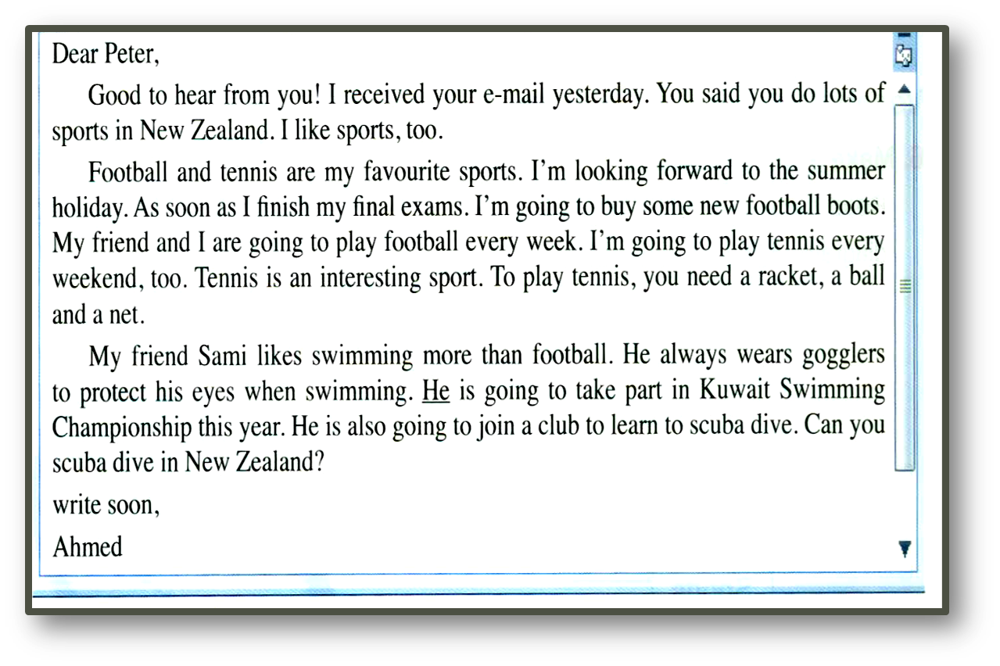 Dear Peter,
Good to hear from you! I received your e-mail yesterday. You said you do lots of
sports in New Zealand. I like sports, too.
Football and tennis are my favourite sports. I'm looking forward to the summer
holiday. As soon as I finish my final exams. I'm going to buy some new football boots.
My friend and I are going to play football every week. I'm going to play tennis every
weekend, too. Tennis is an interesting sport. To play tennis, you need a racket, a ball
and a net.
My friend Sami likes swimming more than football. He always wears gogglers
to protect his eyes when swimming. He is going to take part in Kuwait Swimming
Championship this year. He is also going to join a club to learn to scuba dive. Can you
scuba dive in New Zealand?
write soon,
Ahmed